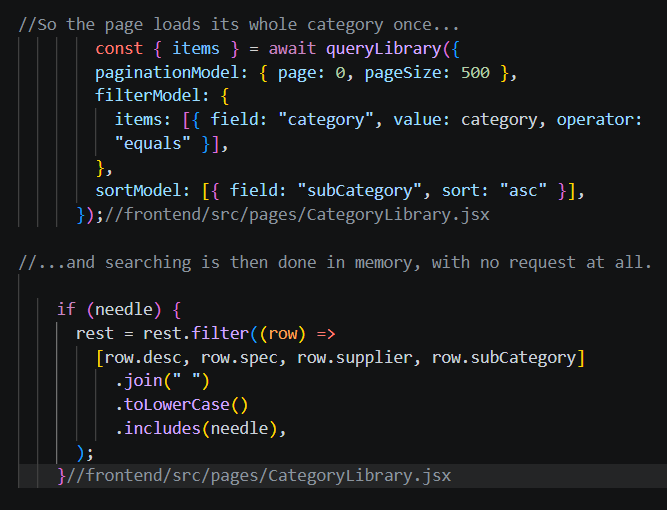 //So the page loads its whole category once...
const { items } = await queryLibrary({
paginationModel: { page: 0, pageSize: 500 },
filterModel: {
items: [{ field: "category", value: category, operator:
"equals" }],
},
sortModel: [{ field: "subCategory", sort: "asc" }],
});//frontend/src/pages/CategoryLibrary.jsx
//...and searching is then done in memory, with no request at all.
if (needle) {
rest = rest.filter((row) =>
[row.desc, row.spec, row.supplier, row.subCategory]
.join(" ")
.toLowerCase()
.includes(needle),
);
}//frontend/src/pages/CategoryLibrary.jsx